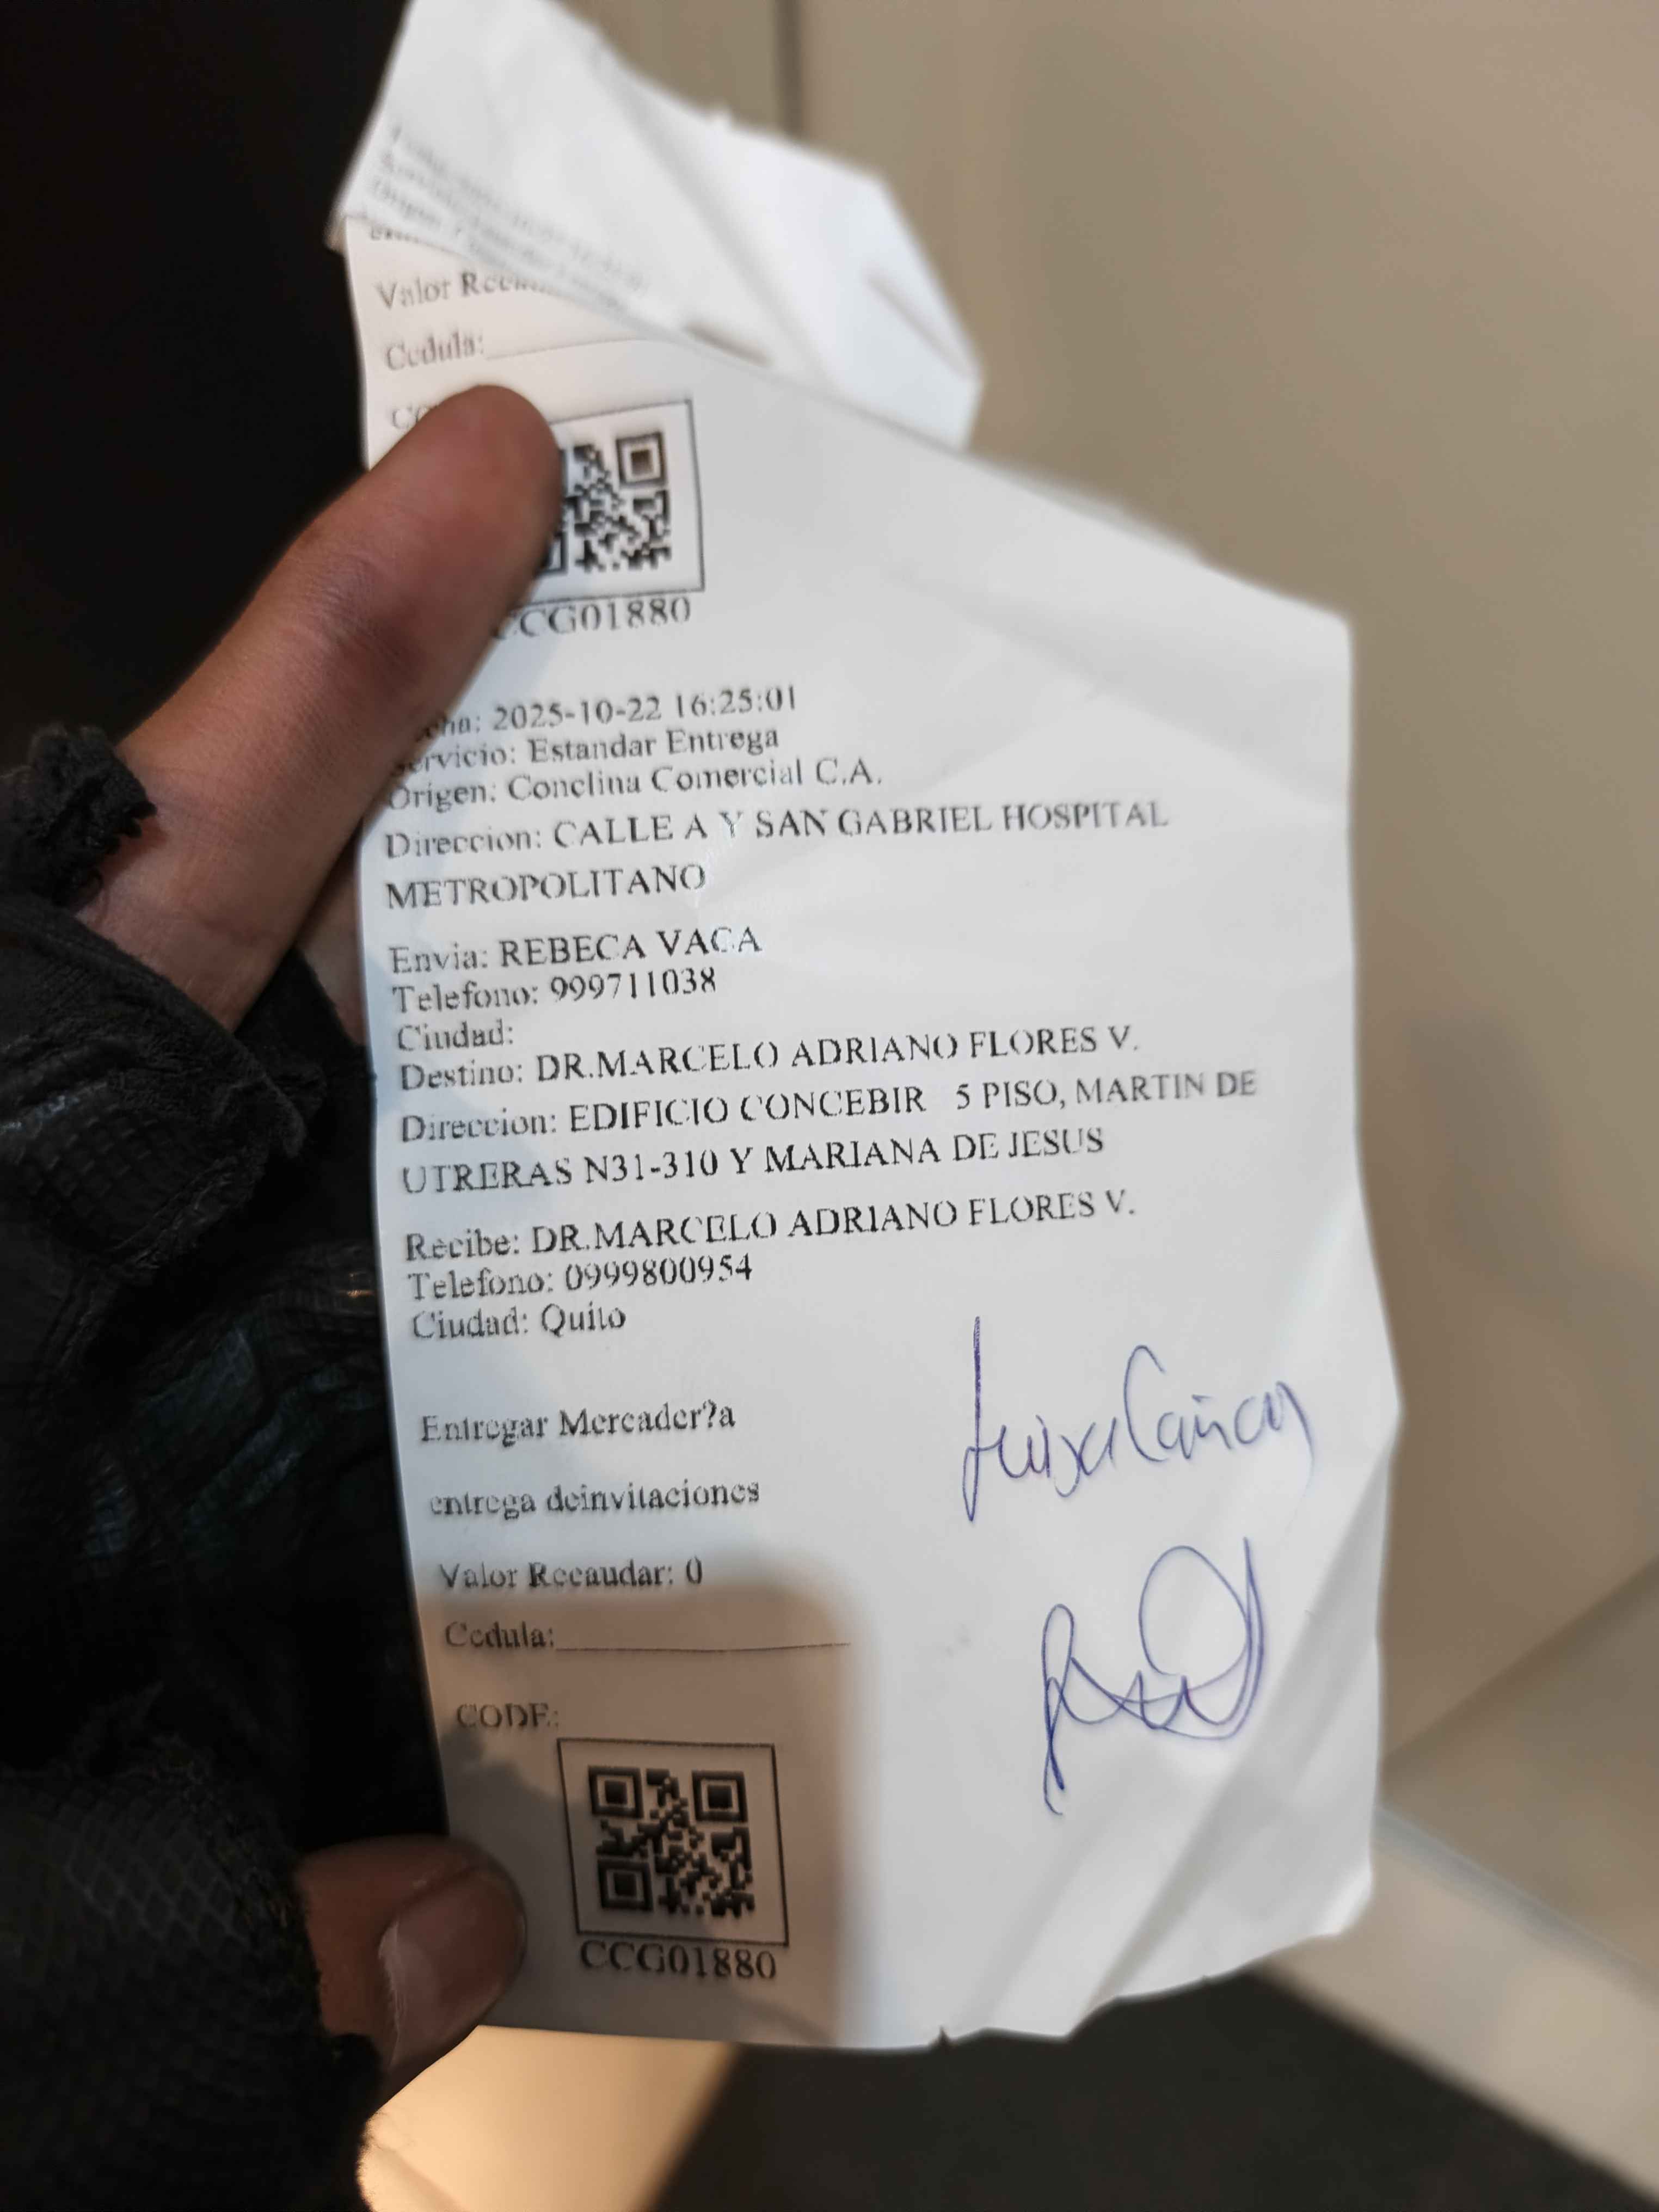 Valor
Cedula:
CCG01880
2025-10-22 16:25:01
Servicio: Estandar Entrega
Origen: Conclina Comercial C.A.
Direccion: CALLE A Y SAN GABRIEL HOSPITAL
METROPOLITANO
Envia: REBECA VACA
Telefono: 999711038
Ciudad:
Destino: DR.MARCELO ADRIANO FLORES V.
Direccion: EDIFICIO CONCEBIR 5 PISO, MARTIN DE
UTRERAS N31-310 Y MARIANA DE JESUS
Recibe: DR.MARCELO ADRIANO FLORES V.
Telefono: 0999800954
Ciudad: Quito
Entregar Mercader?a
entrega deinvitaciones
Valor Recaudar: 0
Cedula:
CODE:
CCG01880